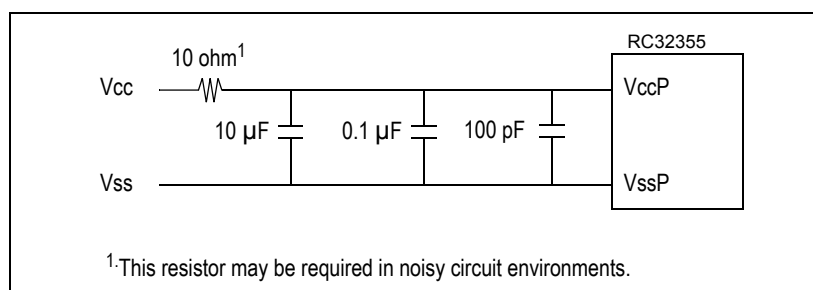 RC32355
10 ohm1
Vcc
VccP
10 µF
0.1 µF
100 pF
Vss
VssP
1.This resistor may be required in noisy circuit environments.